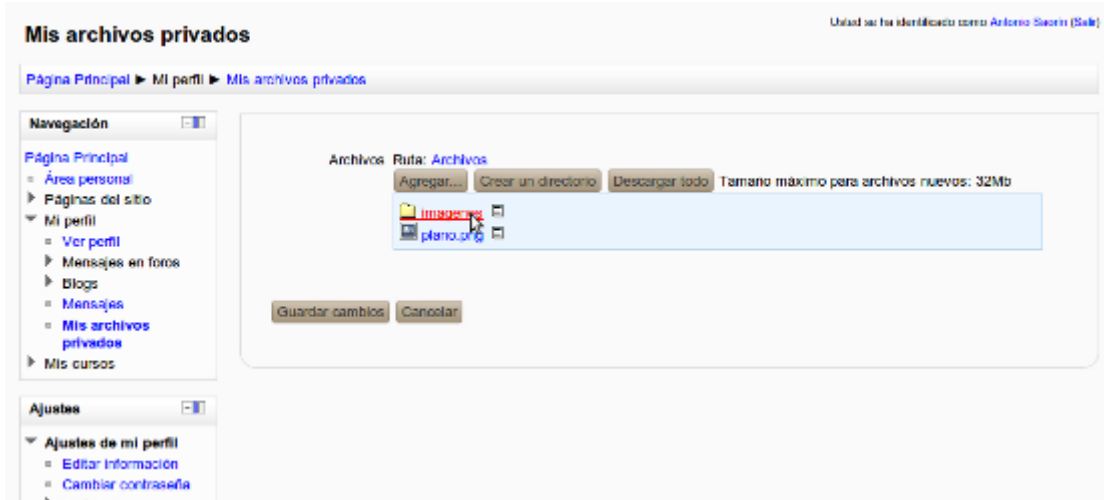 Usted se ha identificado como Antonio Saorin (Salir)
Mis archivos privados
Página Principal ► Mi perfil ► Mis archivos privados
Navegación
Página Principal
Área personal
Páginas del sitio
Mi perfil
Ver perfil
Mensajes en foros
Blogs
Mensajes
Mis archivos
privados
Mis cursos
Ajustes
Ajustes de mi perfil
Editar información
Cambiar contraseña
Archivos Ruta: Archivos
Agregar... Crear un directorio Descargar todo Tamaño máximo para archivos nuevos: 32Mb
imagenes
plano.png
Guardar cambios Cancelar